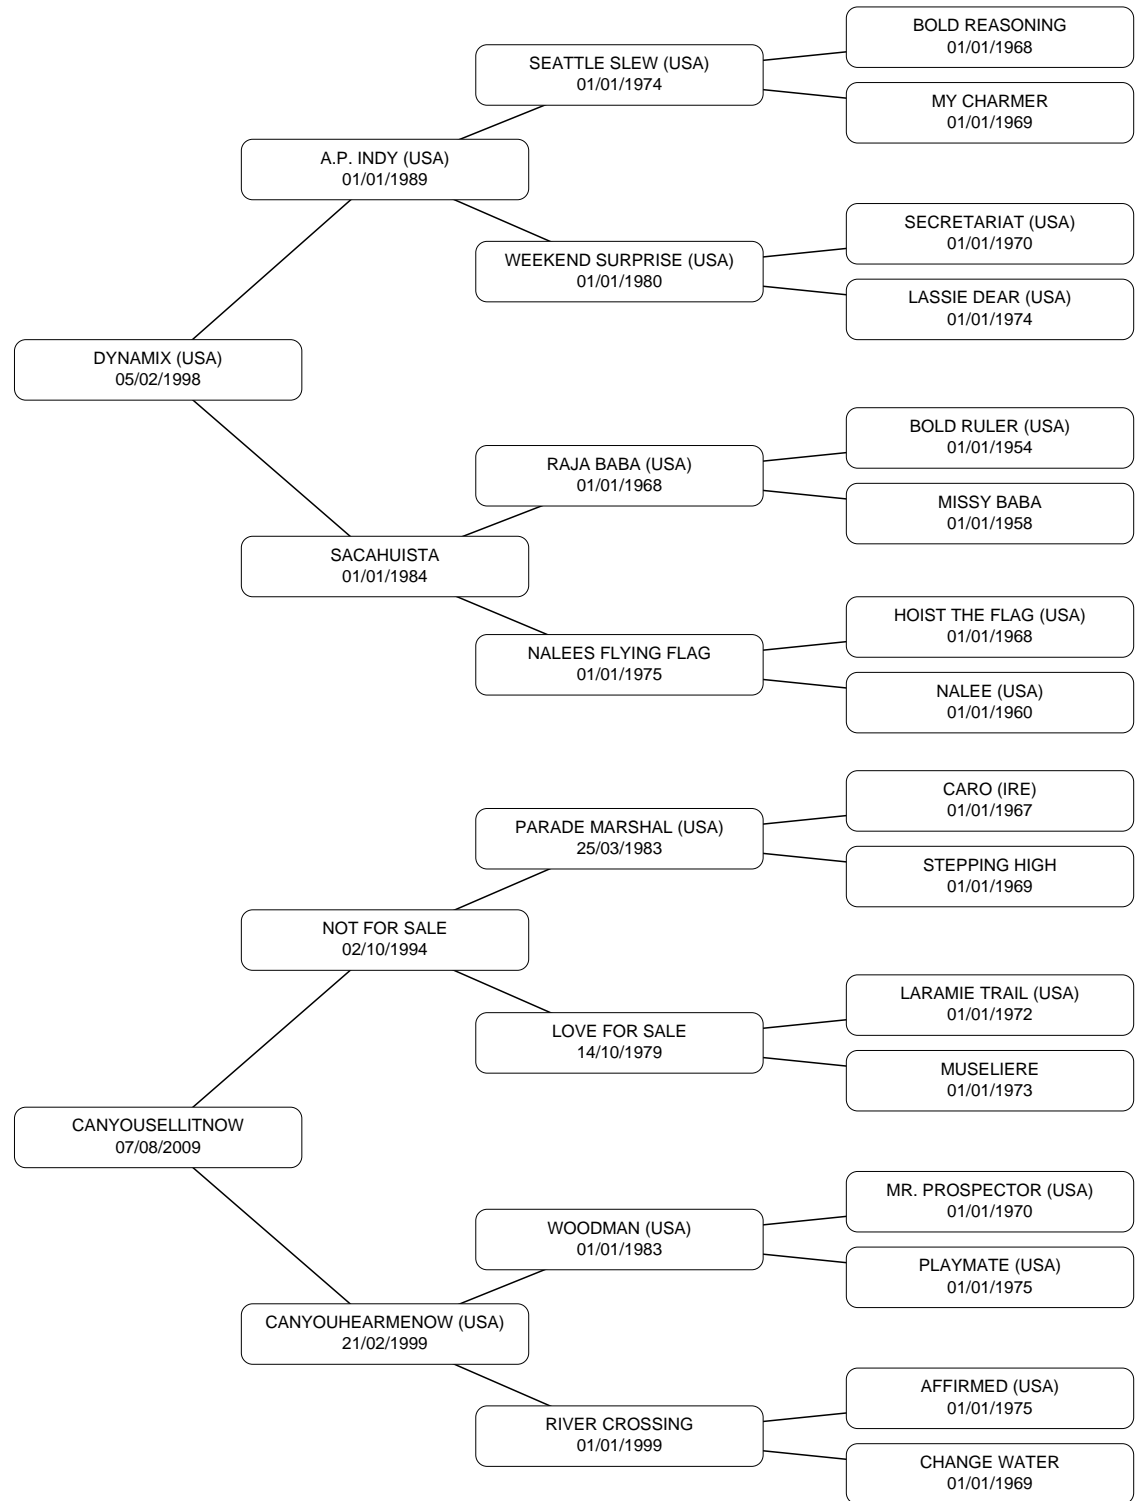 BOLD REASONING
01/01/1968
SEATTLE SLEW (USA)
01/01/1974
MY CHARMER
01/01/1969
A.P. INDY (USA)
01/01/1989
SECRETARIAT (USA)
01/01/1970
WEEKEND SURPRISE (USA)
01/01/1980
LASSIE DEAR (USA)
01/01/1974
DYNAMIX (USA)
05/02/1998
BOLD RULER (USA)
01/01/1954
RAJA BABA (USA)
01/01/1968
MISSY BABA
01/01/1958
SACAHUISTA
01/01/1984
HOIST THE FLAG (USA)
01/01/1968
NALEES FLYING FLAG
01/01/1975
NALEE (USA)
01/01/1960
CARO (IRE)
01/01/1967
PARADE MARSHAL (USA)
25/03/1983
STEPPING HIGH
01/01/1969
NOT FOR SALE
02/10/1994
LARAMIE TRAIL (USA)
01/01/1972
LOVE FOR SALE
14/10/1979
MUSELIERE
01/01/1973
CANYOUSELLITNOW
07/08/2009
MR. PROSPECTOR (USA)
01/01/1970
WOODMAN (USA)
01/01/1983
PLAYMATE (USA)
01/01/1975
CANYOUHEARMENOW (USA)
21/02/1999
AFFIRMED (USA)
01/01/1975
RIVER CROSSING
01/01/1999
CHANGE WATER
01/01/1969